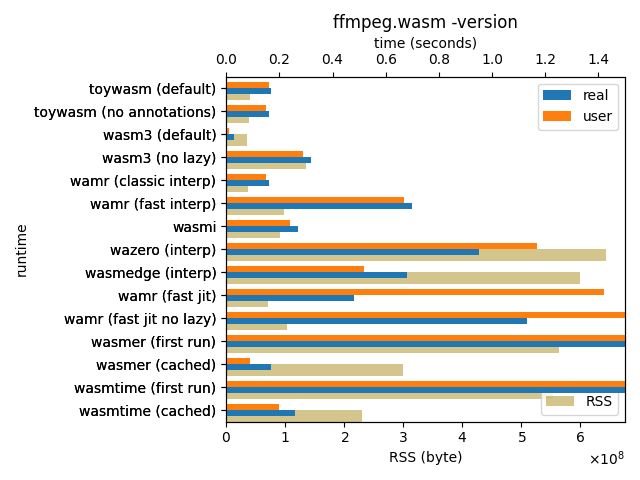 ffmpeg.wasm -version
time (seconds)
0.0 0.2 0.4 0.6 0.8 1.0 1.2 1.4
real
user
runtime
toywasm (default)
toywasm (no annotations)
wasm3 (default)
wasm3 (no lazy)
wamr (classic interp)
wamr (fast interp)
wasmi
wazero (interp)
wasmedge (interp)
wamr (fast jit)
wamr (fast jit no lazy)
wasmer (first run)
wasmer (cached)
wasmtime (first run)
wasmtime (cached)
RSS
0 1 2 3 4 5 6
RSS (byte)
×10⁸